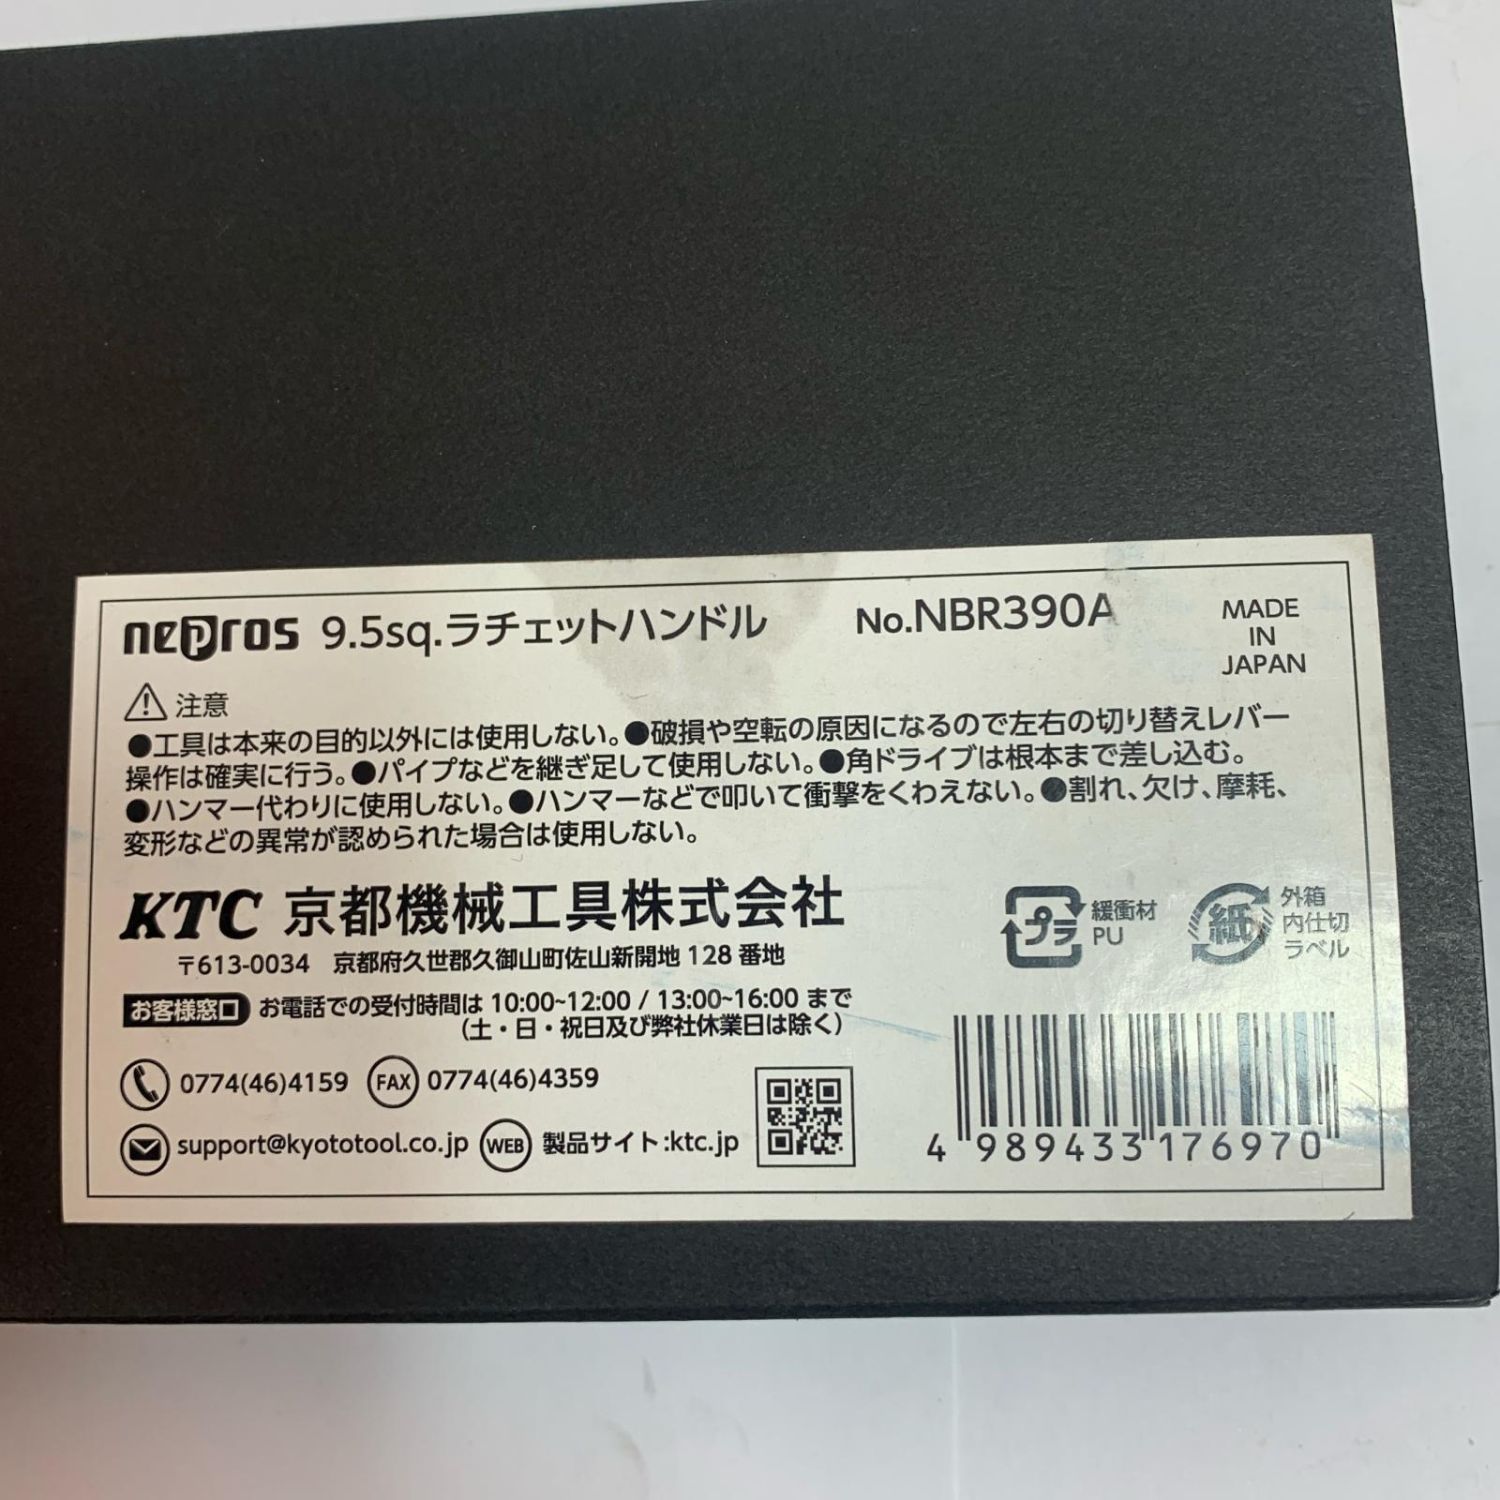 nepros 9.5sq.ラチェットハンドル No.NBR390A
MADE
IN
JAPAN
注意
●工具は本来の目的以外には使用しない。●破損や空転の原因になるので左右の切り替えレバー
操作は確実に行う。●パイプなどを継ぎ足して使用しない。●角ドライブは根本まで差し込む。
●ハンマー代わりに使用しない。●ハンマーなどで叩いて衝撃をくわえない。●割れ、欠け、摩耗、
変形などの異常が認められた場合は使用しない。
KTC 京都機械工具株式会社
〒613-0034 京都府久世郡久御山町佐山新開地 128 番地
お客様窓口 お電話での受付時間は 10:00~12:00 / 13:00~16:00 まで
(土・日・祝日及び弊社休業日は除く)
0774(46)4159 FAX 0774(46)4359
support@kyototool.co.jp WEB 製品サイト:ktc.jp
プラ 緩衝材
PU
紙 外箱
内仕切
ラベル
4 989433 176970